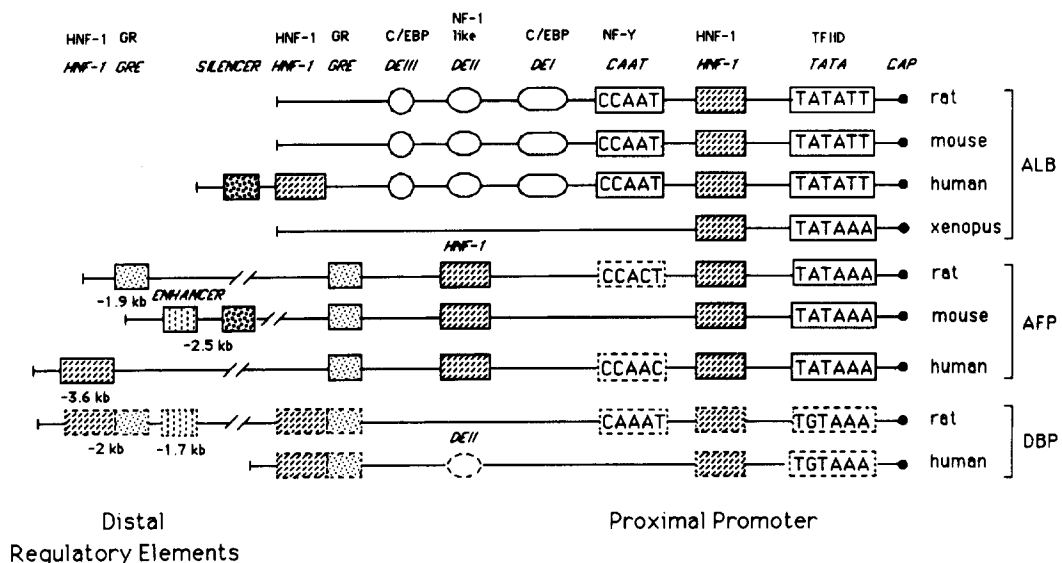 HNF-1 GR HNF-1 GR C/EBP NF-1 like C/EBP NF-Y HNF-1 TFIID
HNF-1 GRE SILENCER HNF-1 GRE DEIII DEII DEI CAAT HNF-1 TATA CAP
CCAAT TATATT rat
CCAAT TATATT mouse
ALB
CCAAT TATATT human
TATAAA xenopus
HNF-1
CCACT TATAAA rat
-1.9 kb ENHANCER
TATAAA mouse
AFP
-2.5 kb
CCAAC TATAAA human
-3.6 kb
CAAAT TGTAAA rat
-2 kb -1.7 kb DEII
DBP
TGTAAA human
Distal Proximal Promoter
Regulatory Elements